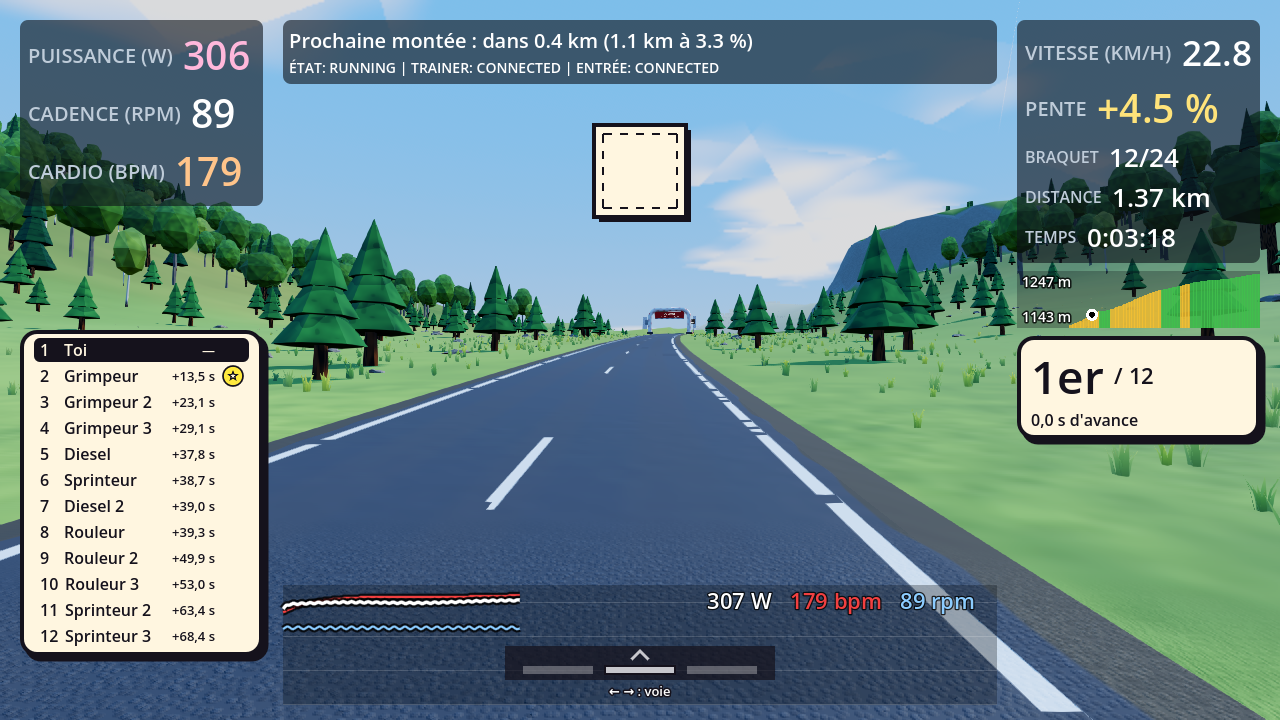 PUISSANCE (W) 306
CADENCE (RPM) 89
CARDIO (BPM) 179
Prochaine montée : dans 0.4 km (1.1 km à 3.3 %)
ÉTAT: RUNNING | TRAINER: CONNECTED | ENTRÉE: CONNECTED
VITESSE (KM/H) 22.8
PENTE +4.5 %
BRAQUET 12/24
DISTANCE 1.37 km
TEMPS 0:03:18
1247 m
1143 m
1er / 12
0,0 s d'avance
1 Toi —
2 Grimpeur +13,5 s
3 Grimpeur 2 +23,1 s
4 Grimpeur 3 +29,1 s
5 Diesel +37,8 s
6 Sprinteur +38,7 s
7 Diesel 2 +39,0 s
8 Rouleur +39,3 s
9 Rouleur 2 +49,9 s
10 Rouleur 3 +53,0 s
11 Sprinteur 2 +63,4 s
12 Sprinteur 3 +68,4 s
307 W 179 bpm 89 rpm
← → : voie